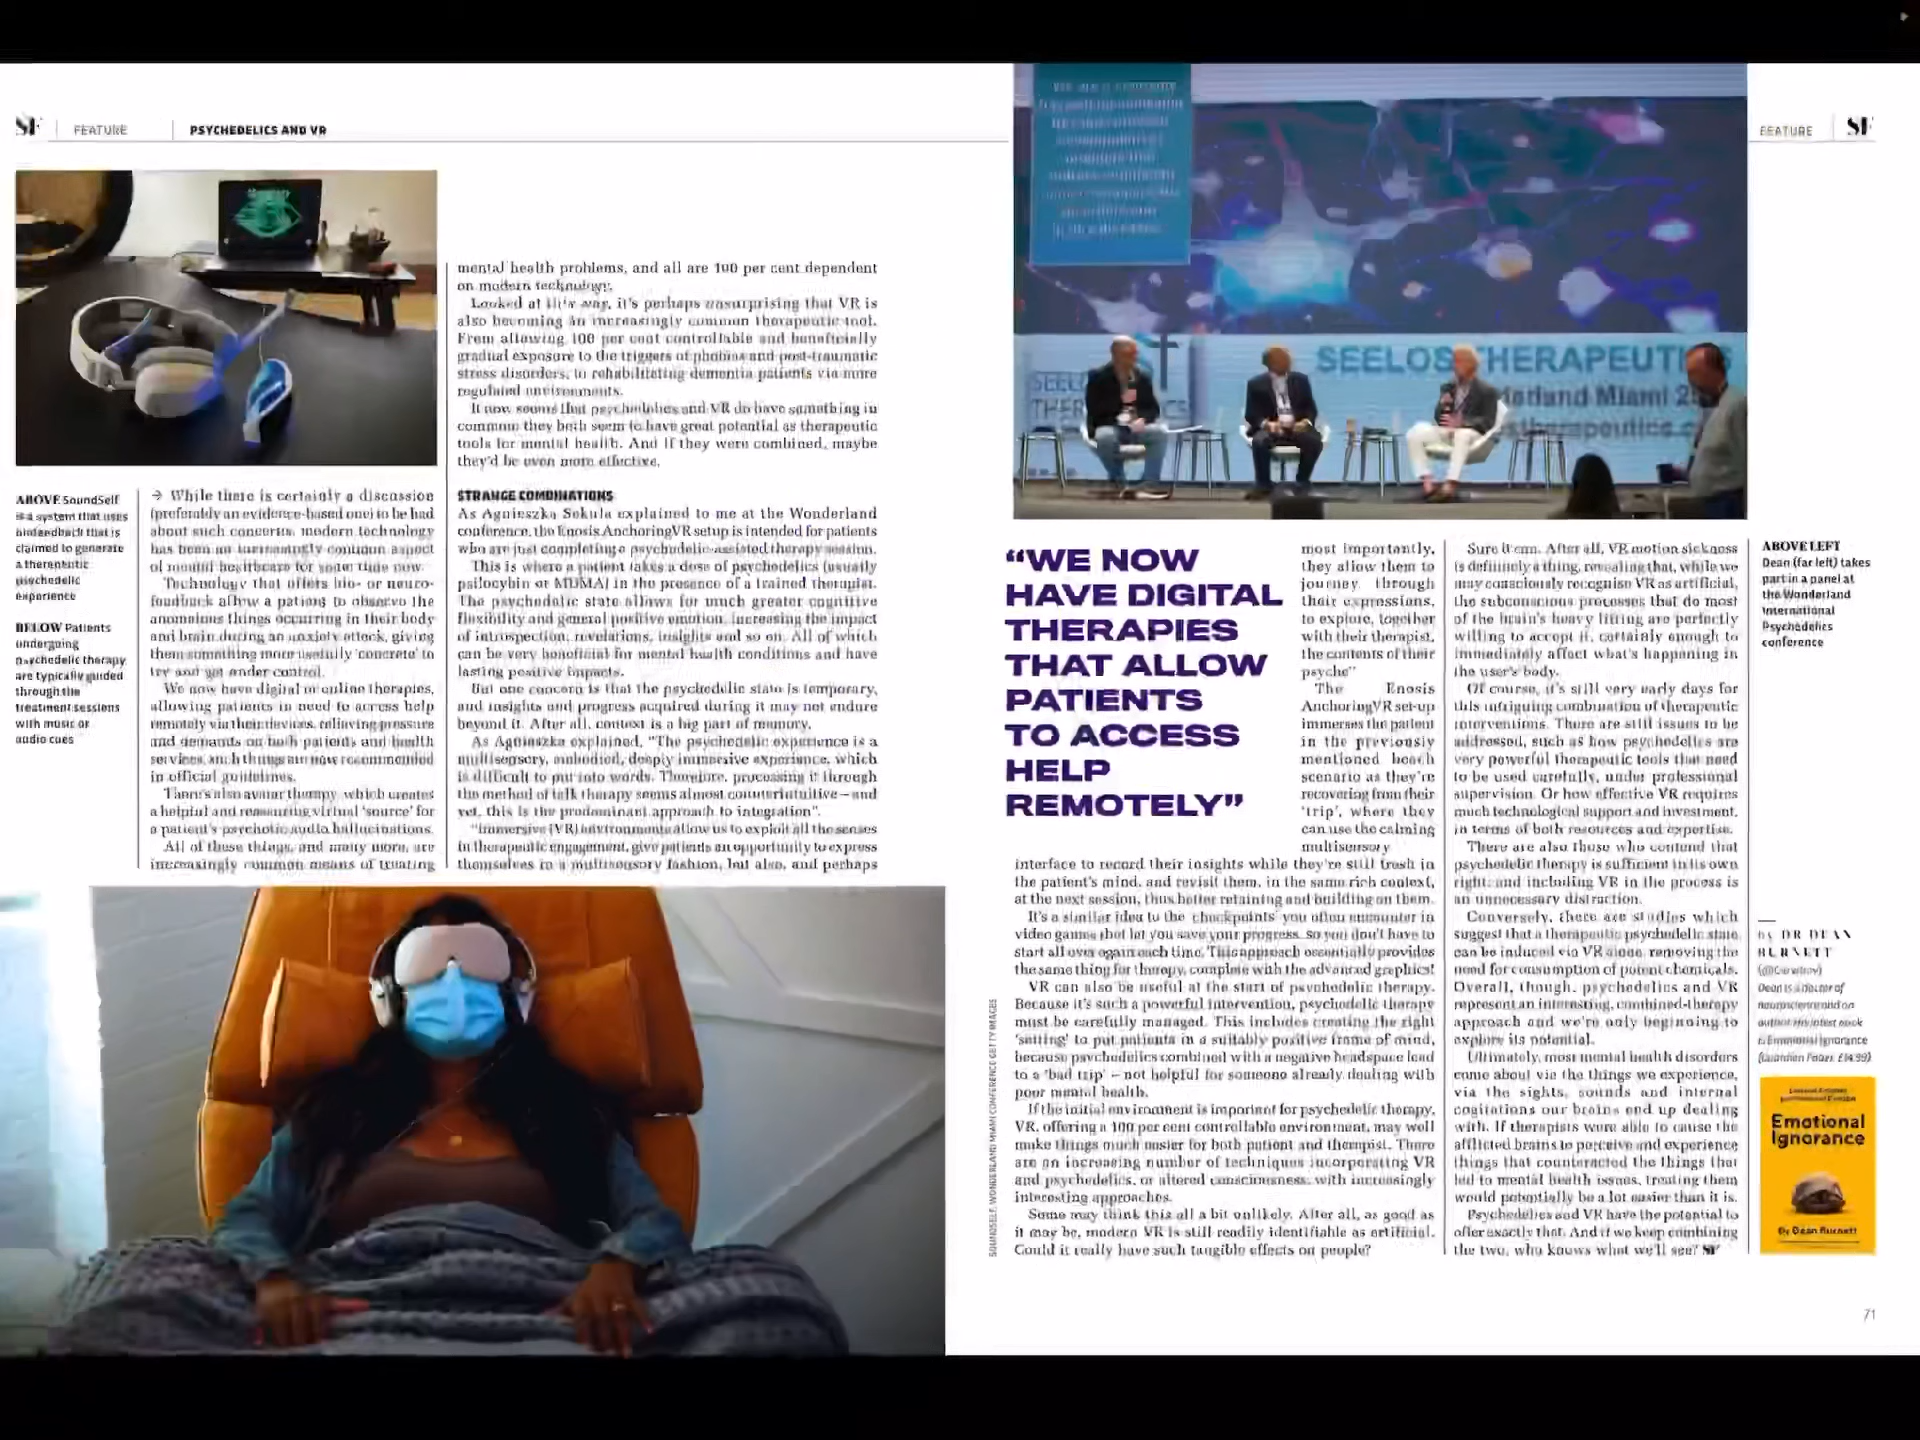 SF FEATURE PSYCHEDELICS AND VR
ABOVE SoundSelf
is a system that uses
biofeedback that is
claimed to generate
a therapeutic
psychedelic
experience
BELOW Patients
undergoing
psychedelic therapy
are typically guided
through the
treatment sessions
with music or
audio cues
→ While there is certainly a discussion
(preferably an evidence-based one) to be had
about such concerns, modern technology
has been an increasingly common aspect
of mental healthcare for some time now.
Technology that offers bio- or neuro-
feedback allow a patient to observe the
anomalous things occurring in their body
and brain during an anxiety attack, giving
them something more usefully 'concrete' to
try and get under control.
We now have digital or online therapies,
allowing patients in need to access help
remotely via their devices, relieving pressure
and demands on both patients and health
services, such things are now recommended
in official guidelines.
There's also avatar therapy, which creates
a helpful and reassuring virtual 'source' for
a patient's psychotic audio hallucinations.
All of these things, and many more, are
increasingly common means of treating
mental health problems, and all are 100 per cent dependent
on modern technology.
Looked at this way, it's perhaps unsurprising that VR is
also becoming an increasingly common therapeutic tool.
From allowing 100 per cent controllable and beneficially
gradual exposure to the triggers of phobias and post-traumatic
stress disorders, to rehabilitating dementia patients via more
regulated environments.
It now seems that psychedelics and VR do have something in
common: they both seem to have great potential as therapeutic
tools for mental health. And if they were combined, maybe
they'd be even more effective.
STRANGE COMBINATIONS
As Agnieszka Sekula explained to me at the Wonderland
conference, the Enosis AnchoringVR setup is intended for patients
who are just completing a psychedelic-assisted therapy session.
This is where a patient takes a dose of psychedelics (usually
psilocybin or MDMA) in the presence of a trained therapist.
The psychedelic state allows for much greater cognitive
flexibility and general positive emotion, increasing the impact
of introspection, revelations, insights and so on. All of which
can be very beneficial for mental health conditions and have
lasting positive impacts.
But one concern is that the psychedelic state is temporary,
and insights and progress acquired during it may not endure
beyond it. After all, context is a big part of memory.
As Agnieszka explained, "The psychedelic experience is a
multisensory, embodied, deeply immersive experience, which
is difficult to put into words. Therefore, processing it through
the method of talk therapy seems almost counterintuitive – and
yet, this is the predominant approach to integration".
"Immersive (VR) environments allow us to exploit all the senses
in therapeutic engagement, give patients an opportunity to express
themselves in a multisensory fashion, but also, and perhaps
FEATURE SF
SEELOS THERAPEUTICS
SEELOS
THERAPEUTICS
"WE NOW
HAVE DIGITAL
THERAPIES
THAT ALLOW
PATIENTS
TO ACCESS
HELP
REMOTELY"
most importantly,
they allow them to
journey, through
their expressions,
to explore, together
with their therapist,
the contents of their
psyche"
The Enosis
AnchoringVR set-up
immerses the patient
in the previously
mentioned beach
scenario as they're
recovering from their
'trip', where they
can use the calming
multisensory
interface to record their insights while they're still fresh in
the patient's mind, and revisit them, in the same rich context,
at the next session, thus better retaining and building on them.
It's a similar idea to the 'checkpoints' you often encounter in
video games that let you save your progress, so you don't have to
start all over again each time. This approach essentially provides
the same thing for therapy, complete with the advanced graphics!
VR can also be useful at the start of psychedelic therapy.
Because it's such a powerful intervention, psychedelic therapy
must be carefully managed. This includes creating the right
'setting' to put patients in a suitably positive frame of mind,
because psychedelics combined with a negative headspace lead
to a 'bad trip' – not helpful for someone already dealing with
poor mental health.
If the initial environment is important for psychedelic therapy,
VR, offering a 100 per cent controllable environment, may well
make things much easier for both patient and therapist. There
are an increasing number of techniques incorporating VR
and psychedelics, or altered consciousness, with increasingly
interesting approaches.
Some may think this all a bit unlikely. After all, as good as
it may be, modern VR is still readily identifiable as artificial.
Could it really have such tangible effects on people?
Sure it can. After all, VR motion sickness
is definitely a thing, revealing that, while we
may consciously recognise VR as artificial,
the subconscious processes that do most
of the brain's heavy lifting are perfectly
willing to accept it, certainly enough to
immediately affect what's happening in
the user's body.
Of course, it's still very early days for
this intriguing combination of therapeutic
interventions. There are still issues to be
addressed, such as how psychedelics are
very powerful therapeutic tools that need
to be used carefully, under professional
supervision. Or how effective VR requires
much technological support and investment,
in terms of both resources and expertise.
There are also those who contend that
psychedelic therapy is sufficient in its own
right, and including VR in the process is
an unnecessary distraction.
Conversely, there are studies which
suggest that a therapeutic psychedelic state
can be induced via VR alone, removing the
need for consumption of potent chemicals.
Overall, though, psychedelics and VR
represent an interesting, combined-therapy
approach and we're only beginning to
explore its potential.
Ultimately, most mental health disorders
come about via the things we experience,
via the sights, sounds and internal
cogitations our brains end up dealing
with. If therapists were able to cause the
afflicted brains to perceive and experience
things that counteracted the things that
led to mental health issues, treating them
would potentially be a lot easier than it is.
Psychedelics and VR have the potential to
offer exactly that. And if we keep combining
the two, who knows what we'll see? SF
ABOVE LEFT
Dean (far left) takes
part in a panel at
the Wonderland
International
Psychedelics
conference
by DR DEAN
BURNETT
Dean is a doctor of
neuroscience and an
author. His latest book
is Emotional Ignorance
(Guardian Faber, £14.99)
Emotional
Ignorance
By Dean Burnett
SOUNDSELF, WONDERLAND MIAMI CONFERENCE, GETTY IMAGES
71